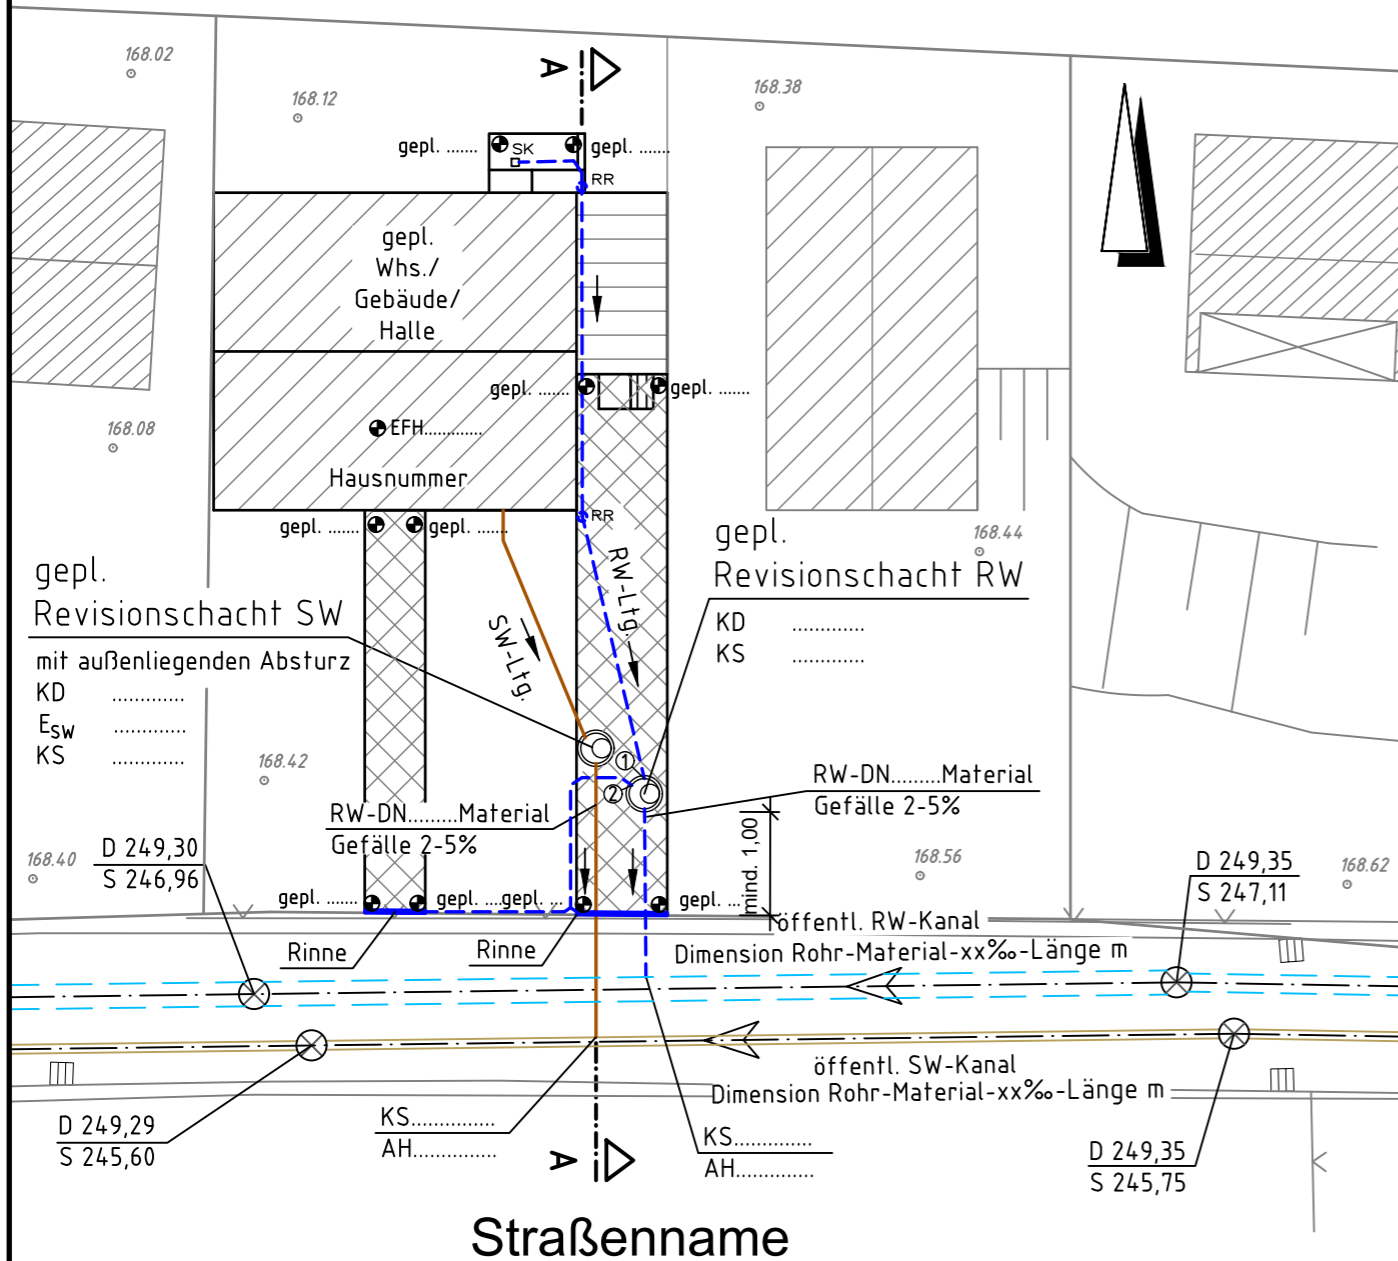 168.02
A
168.12
168.38
gepl. .......
SK
gepl. .......
RR
gepl.
Whs./
Gebäude/
Halle
gepl. .......
gepl. .......
EFH............
168.08
Hausnummer
gepl. .......
gepl. .......
RR
168.44
gepl.
Revisionschacht RW
KD .............
KS .............
gepl.
Revisionschacht SW
mit außenliegenden Absturz
KD .............
ESW .............
KS .............
SW-Ltg.
RW-Ltg.
1
2
168.42
RW-DN.........Material
Gefälle 2-5%
RW-DN.........Material
Gefälle 2-5%
mind. 1,00
168.40
D 249,30
S 246,96
168.56
D 249,35
S 247,11
168.62
gepl. .......
gepl. ....
gepl. ...
gepl. ...
Rinne
Rinne
öffentl. RW-Kanal
Dimension Rohr-Material-xx‰-Länge m
öffentl. SW-Kanal
Dimension Rohr-Material-xx‰-Länge m
D 249,29
S 245,60
KS..............
AH..............
KS.............
AH.............
D 249,35
S 245,75
A
Straßenname